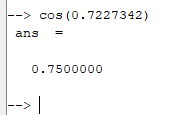 --> cos(0.7227342)
ans =
0.7500000
-->